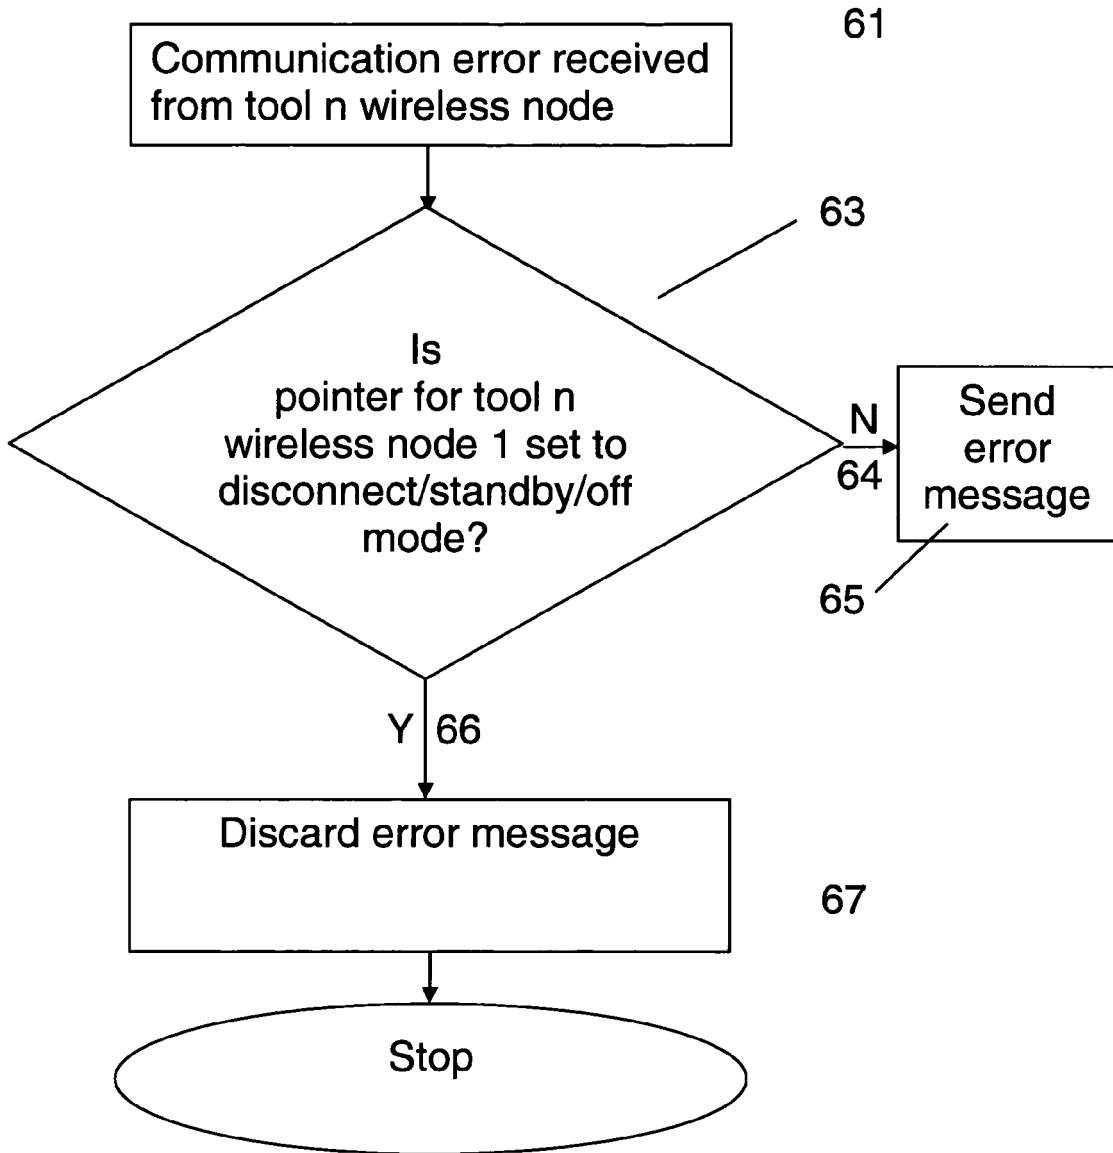 61
Communication error received
from tool n wireless node
63
Is
pointer for tool n
wireless node 1 set to
disconnect/standby/off
mode?
N
64
Send
error
message
65
Y 66
Discard error message
67
Stop